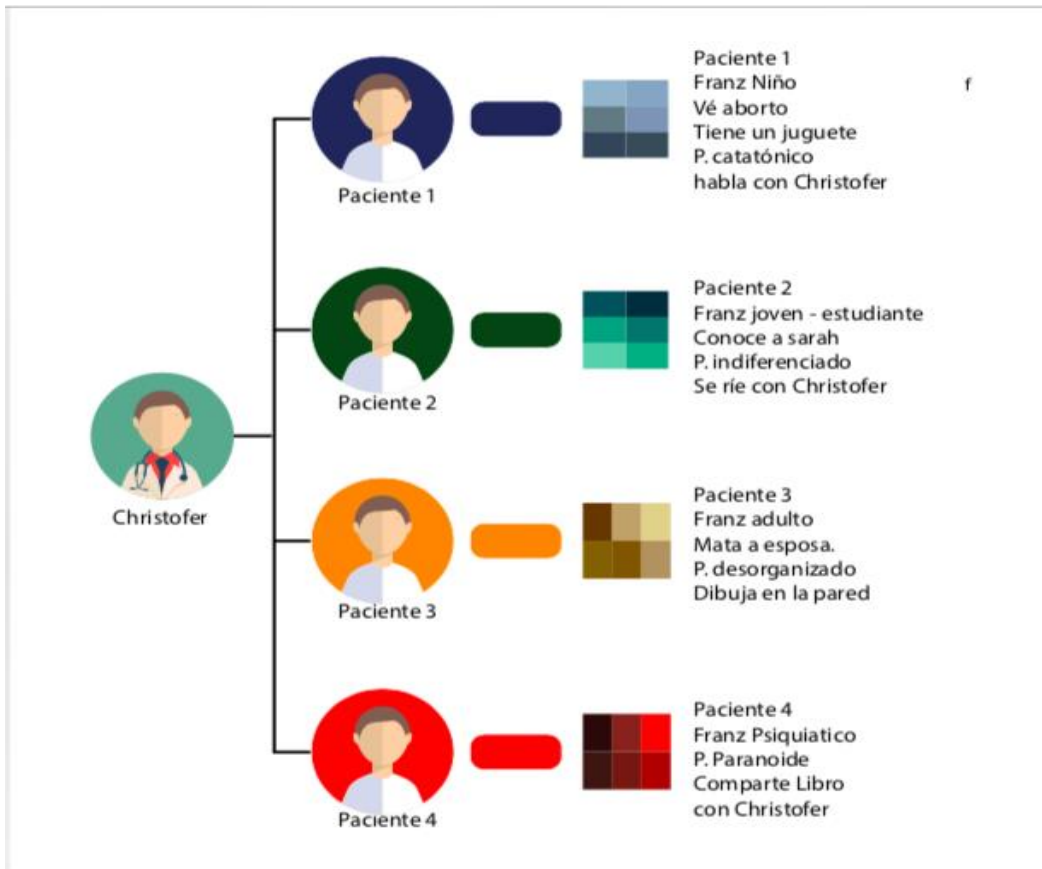 Paciente 1
Franz Niño
Vé aborto
Tiene un juguete
P. catatónico
habla con Christofer
f
Paciente 1
Paciente 2
Franz joven - estudiante
Conoce a sarah
P. indiferenciado
Se ríe con Christofer
Paciente 2
Christofer
Paciente 3
Franz adulto
Mata a esposa.
P. desorganizado
Dibuja en la pared
Paciente 3
Paciente 4
Franz Psiquiatico
P. Paranoide
Comparte Libro
con Christofer
Paciente 4